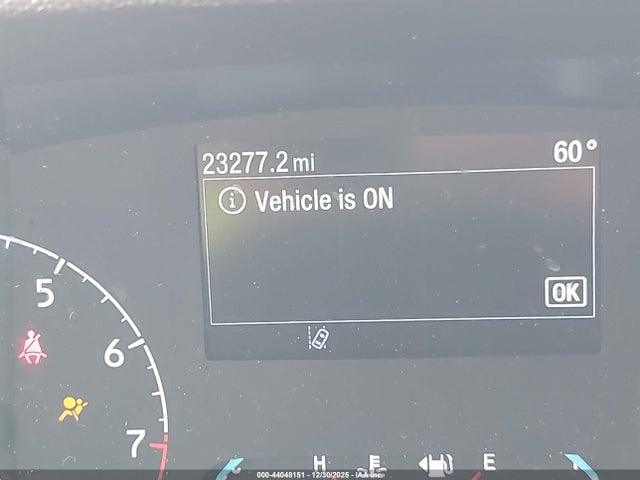 23277.2 mi 60°
Vehicle is ON
OK
5
6
7
C H E E
000-44048151 - 12/30/2025 - IAA Inc.